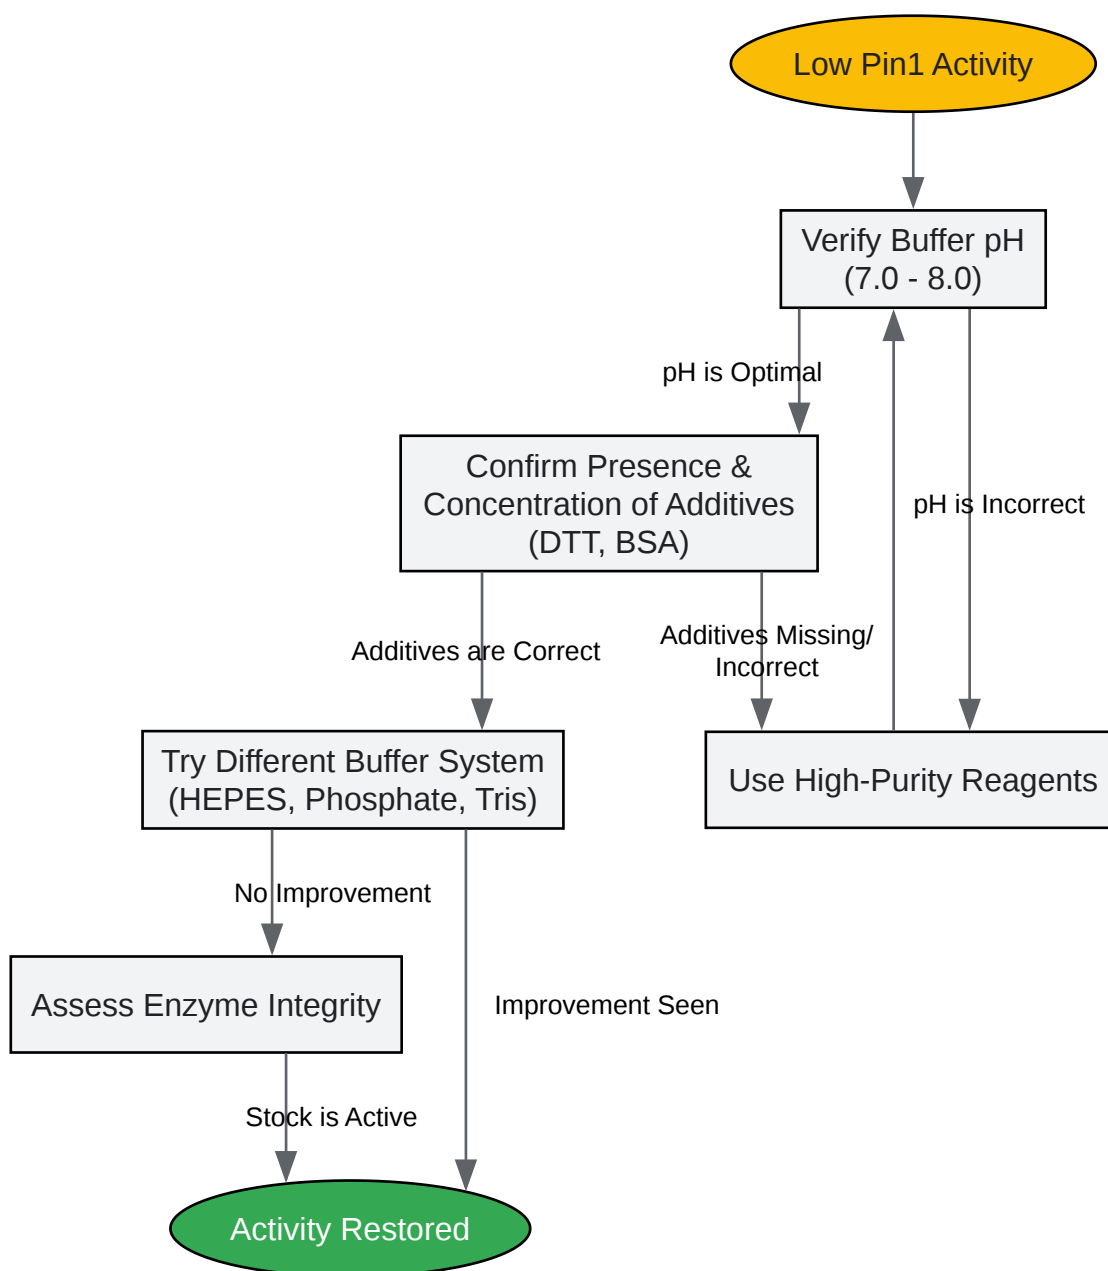 Low Pin1 Activity
Verify Buffer pH
(7.0 - 8.0)
pH is Optimal
Confirm Presence &
Concentration of Additives
(DTT, BSA)
pH is Incorrect
Additives are Correct
Additives Missing/
Incorrect
Try Different Buffer System
(HEPES, Phosphate, Tris)
Use High-Purity Reagents
No Improvement
Assess Enzyme Integrity
Improvement Seen
Stock is Active
Activity Restored